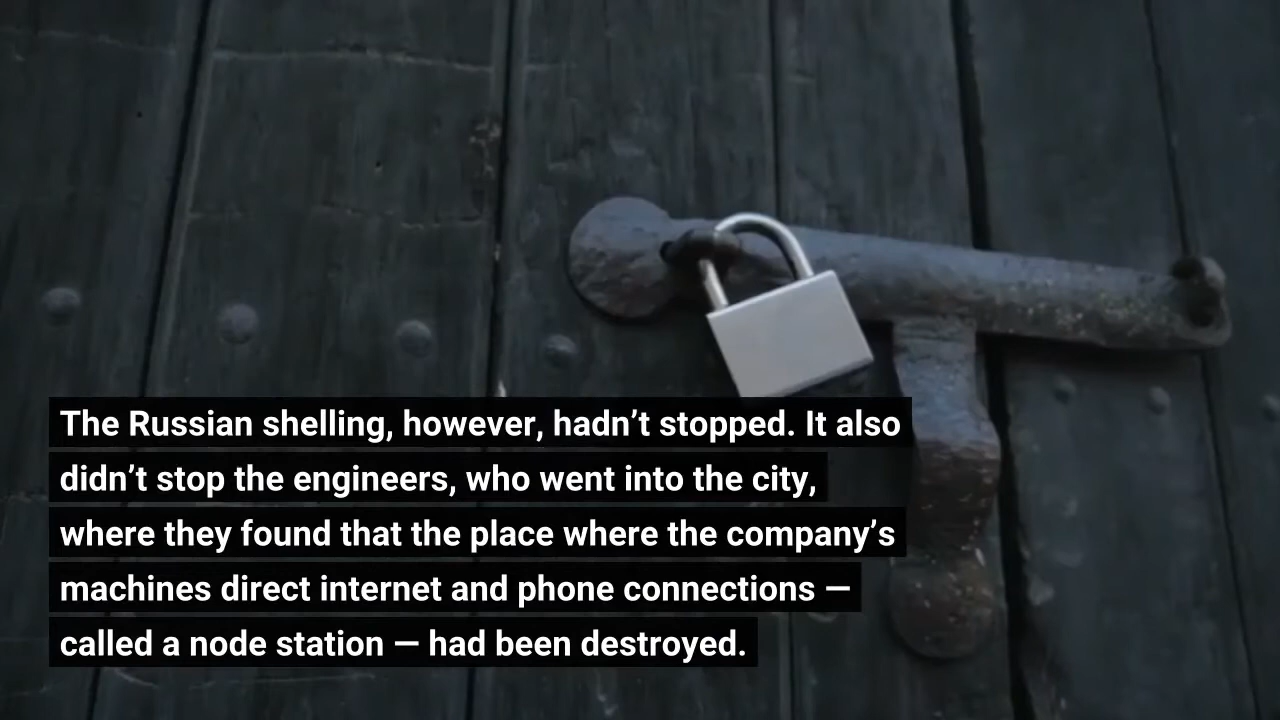 The Russian shelling, however, hadn’t stopped. It also
didn’t stop the engineers, who went into the city,
where they found that the place where the company’s
machines direct internet and phone connections —
called a node station — had been destroyed.